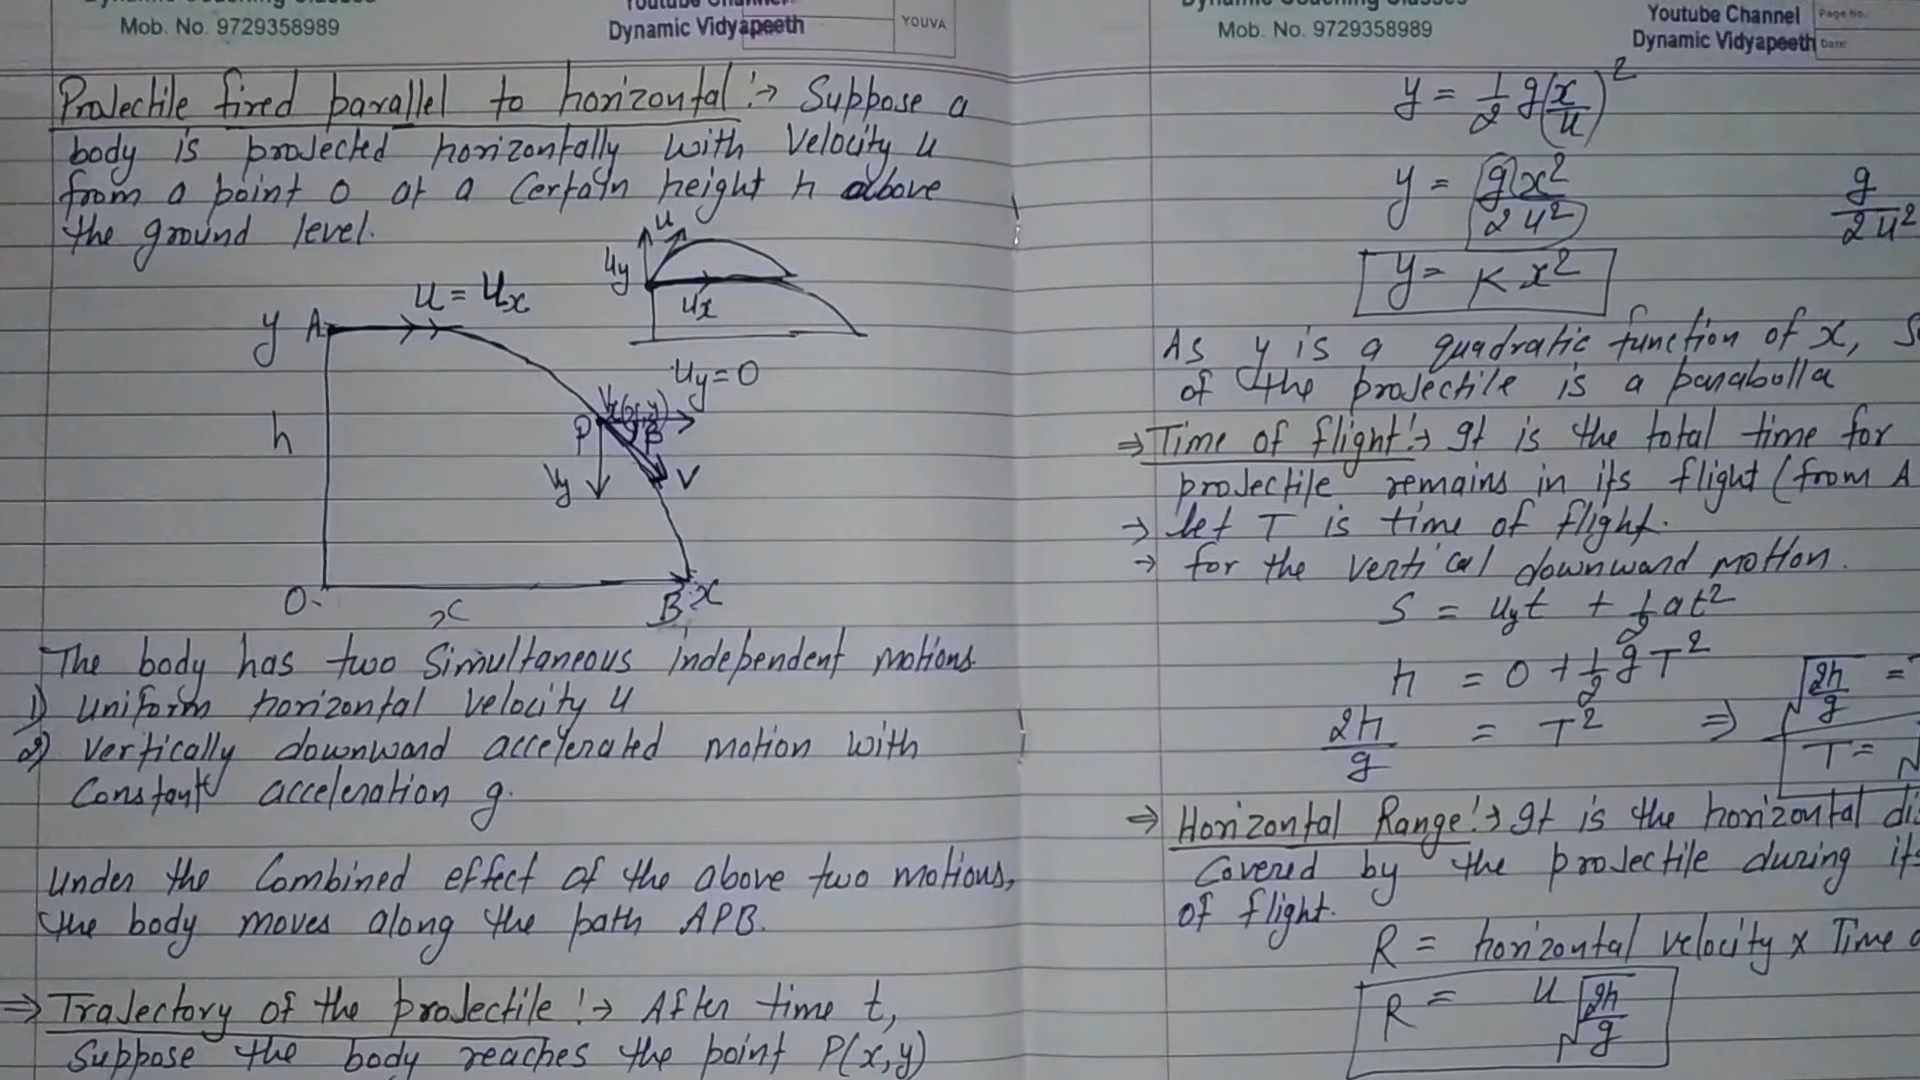 Mob. No. 9729358989
Dynamic Vidyapeeth
YOUVA
Projectile fired parallel to horizontal :→ Suppose a
body is projected horizontally with velocity u
from a point O at a certain height h above
the ground level.
u
uy
ux
u = ux
y A
uy = 0
h
P
β
Vy
V
O
x
B x
The body has two simultaneous independent motions
1) uniform horizontal velocity u
2) vertically downward accelerated motion with
constant acceleration g.
under the combined effect of the above two motions,
the body moves along the path APB.
⇒ Trajectory of the projectile :→ After time t,
suppose the body reaches the point P(x,y)
Mob. No. 9729358989
Youtube Channel
Dynamic Vidyapeeth
Page No.
Date:
y = 1/2 g(x/u)²
y = gx²/2u²
g/2u²
y = Kx²
As y is a quadratic function of x,
of the projectile is a parabolla
⇒ Time of flight :→ It is the total time for
projectile remains in its flight (from A
→ let T is time of flight.
→ for the vertical downward motion.
S = uyt + 1/2 at²
h = 0 + 1/2 gT²
2h/g = T² ⇒ √2h/g =
T = √
⇒ Horizontal Range :→ It is the horizontal
covered by the projectile during its
of flight.
R = horizontal velocity x Time
R = u √2h/g